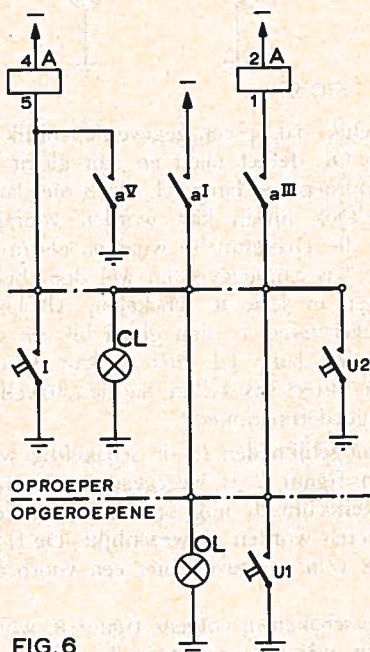 4 A
5
2 A
1
aV
aI
aIII
I
CL
U2
OPROEPER
OPGEROEPENE
OL
U1
FIG.6